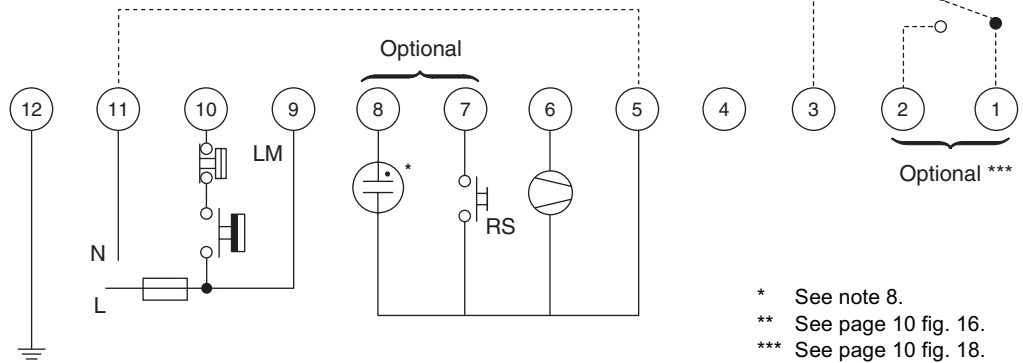 Optional
12 11 10 9 8 7 6 5 4 3 2 1
LM
*
Optional ***
RS
N
L
* See note 8.
** See page 10 fig. 16.
*** See page 10 fig. 18.